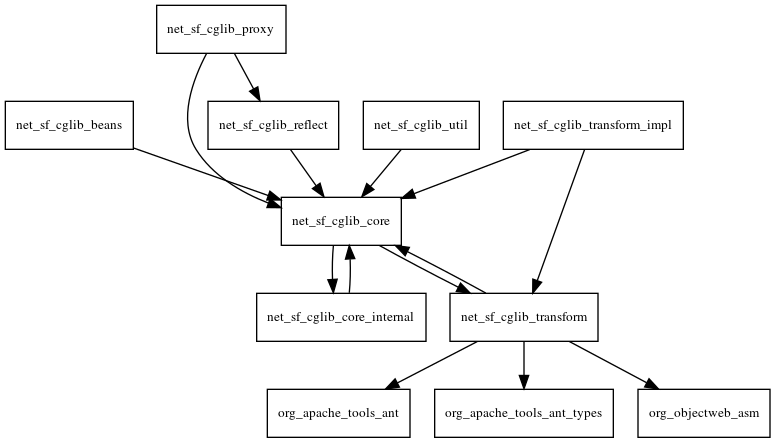 net_sf_cglib_proxy
net_sf_cglib_beans
net_sf_cglib_reflect
net_sf_cglib_util
net_sf_cglib_transform_impl
net_sf_cglib_core
net_sf_cglib_core_internal
net_sf_cglib_transform
org_apache_tools_ant
org_apache_tools_ant_types
org_objectweb_asm